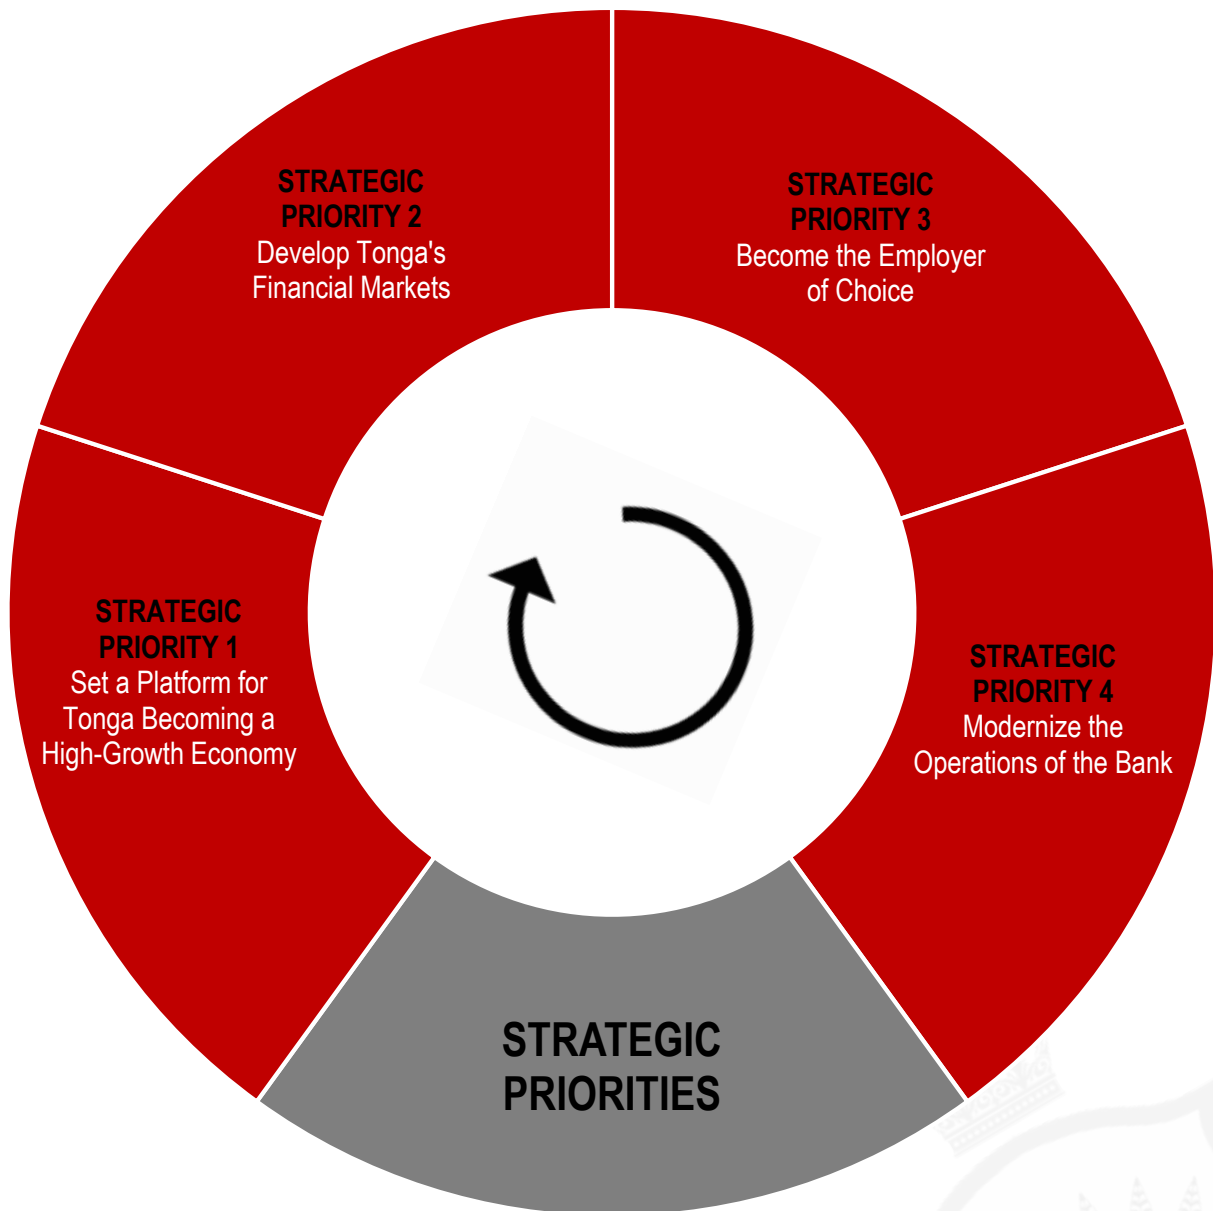 STRATEGIC
PRIORITY 2
Develop Tonga's
Financial Markets
STRATEGIC
PRIORITY 3
Become the Employer
of Choice
STRATEGIC
PRIORITY 1
Set a Platform for
Tonga Becoming a
High-Growth Economy
STRATEGIC
PRIORITY 4
Modernize the
Operations of the Bank
STRATEGIC
PRIORITIES